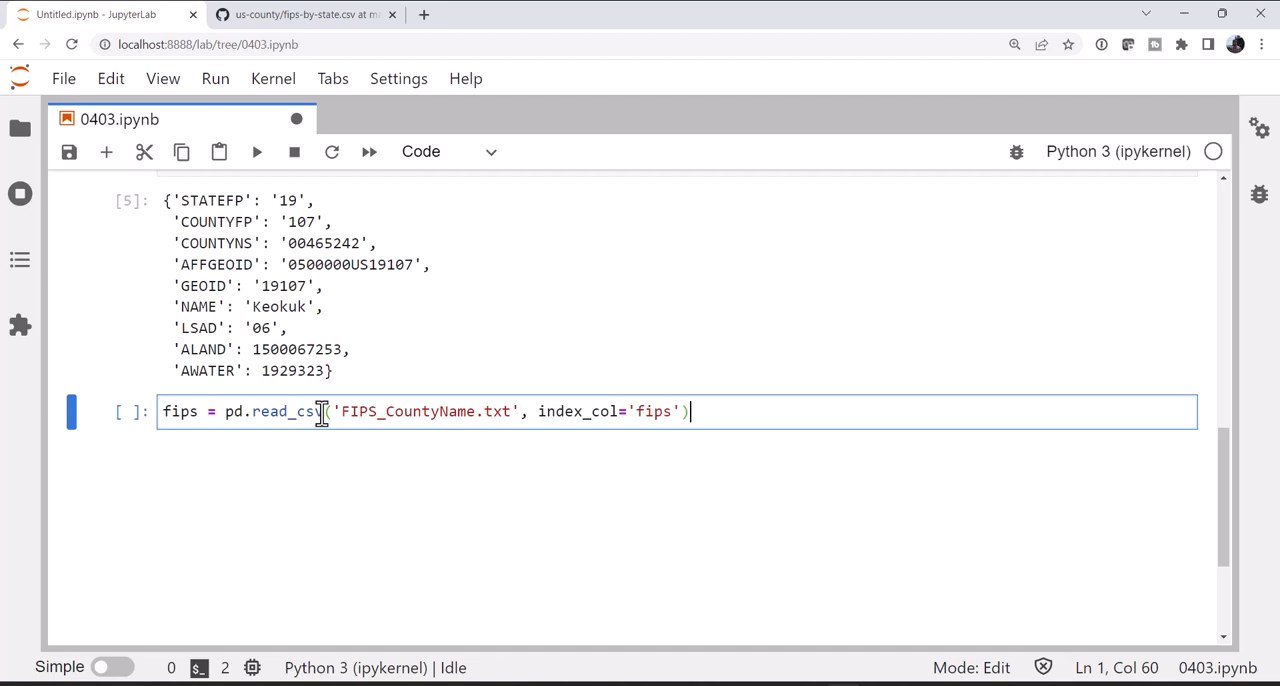 Untitled.ipynb - JupyterLab
us-county/fips-by-state.csv at m
localhost:8888/lab/tree/0403.ipynb
File Edit View Run Kernel Tabs Settings Help
0403.ipynb
Code
Python 3 (ipykernel)
[5]: {'STATEFP': '19',
'COUNTYFP': '107',
'COUNTYNS': '00465242',
'AFFGEOID': '0500000US19107',
'GEOID': '19107',
'NAME': 'Keokuk',
'LSAD': '06',
'ALAND': 1500067253,
'AWATER': 1929323}
[ ]: fips = pd.read_csv('FIPS_CountyName.txt', index_col='fips')
Simple 0 $_ 2 Python 3 (ipykernel) | Idle Mode: Edit Ln 1, Col 60 0403.ipynb